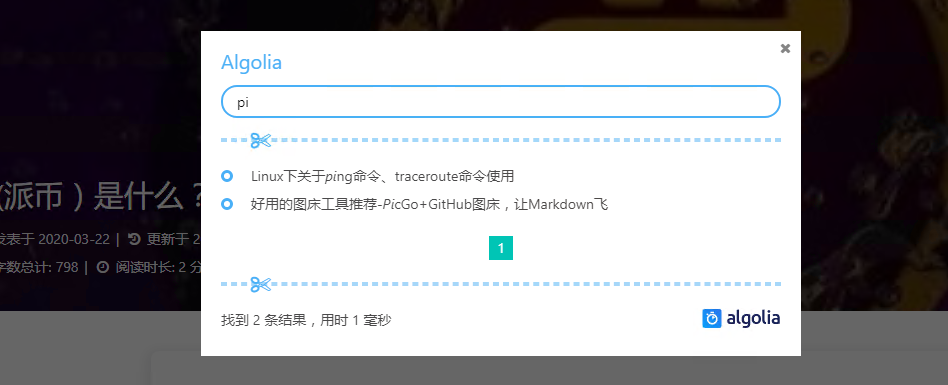 Algolia
pi
Linux下关于ping命令、traceroute命令使用
好用的图床工具推荐-PicGo+GitHub图床，让Markdown飞
1
找到 2 条结果，用时 1 毫秒
algolia
(派币）是什么？
发表于 2020-03-22 | 更新于 2
字数总计: 798 | 阅读时长: 2 分